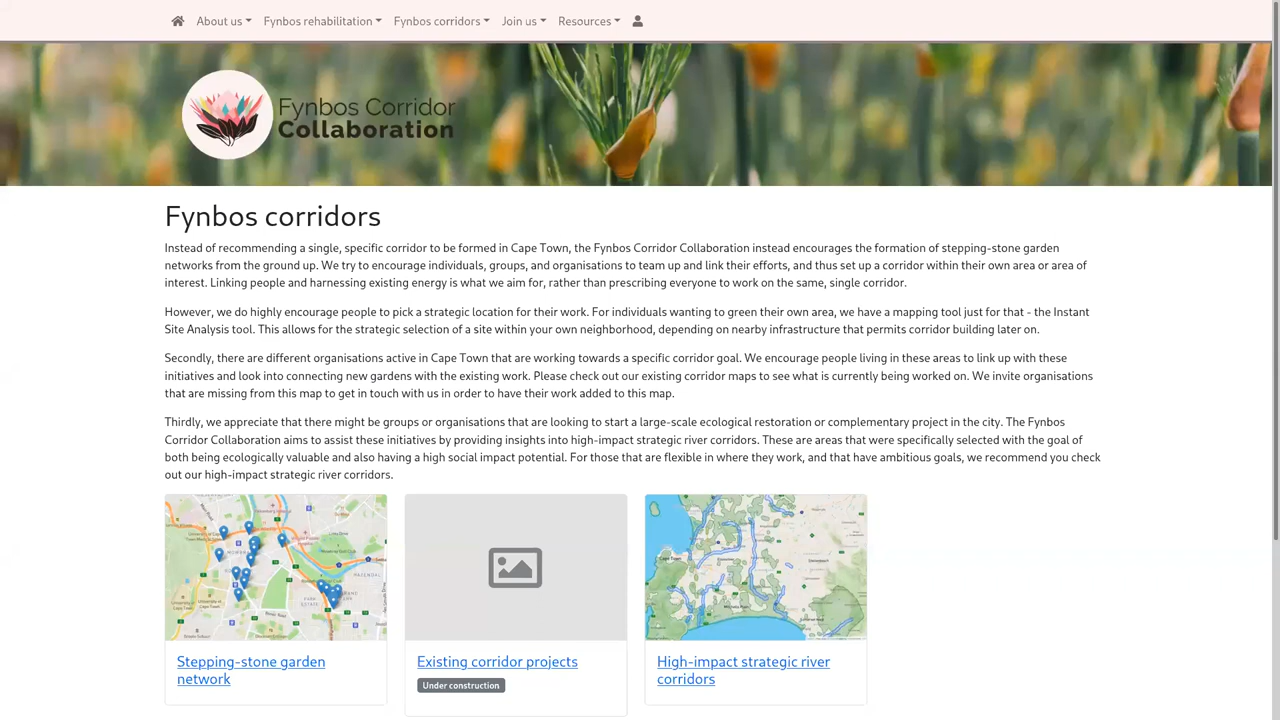 About us Fynbos rehabilitation Fynbos corridors Join us Resources
Fynbos Corridor
Collaboration
Fynbos corridors
Instead of recommending a single, specific corridor to be formed in Cape Town, the Fynbos Corridor Collaboration instead encourages the formation of stepping-stone garden
networks from the ground up. We try to encourage individuals, groups, and organisations to team up and link their efforts, and thus set up a corridor within their own area or area of
interest. Linking people and harnessing existing energy is what we aim for, rather than prescribing everyone to work on the same, single corridor.
However, we do highly encourage people to pick a strategic location for their work. For individuals wanting to green their own area, we have a mapping tool just for that - the Instant
Site Analysis tool. This allows for the strategic selection of a site within your own neighborhood, depending on nearby infrastructure that permits corridor building later on.
Secondly, there are different organisations active in Cape Town that are working towards a specific corridor goal. We encourage people living in these areas to link up with these
initiatives and look into connecting new gardens with the existing work. Please check out our existing corridor maps to see what is currently being worked on. We invite organisations
that are missing from this map to get in touch with us in order to have their work added to this map.
Thirdly, we appreciate that there might be groups or organisations that are looking to start a large-scale ecological restoration or complementary project in the city. The Fynbos
Corridor Collaboration aims to assist these initiatives by providing insights into high-impact strategic river corridors. These are areas that were specifically selected with the goal of
both being ecologically valuable and also having a high social impact potential. For those that are flexible in where they work, and that have ambitious goals, we recommend you check
out our high-impact strategic river corridors.
Stepping-stone garden
network
Existing corridor projects
Under construction
High-impact strategic river
corridors